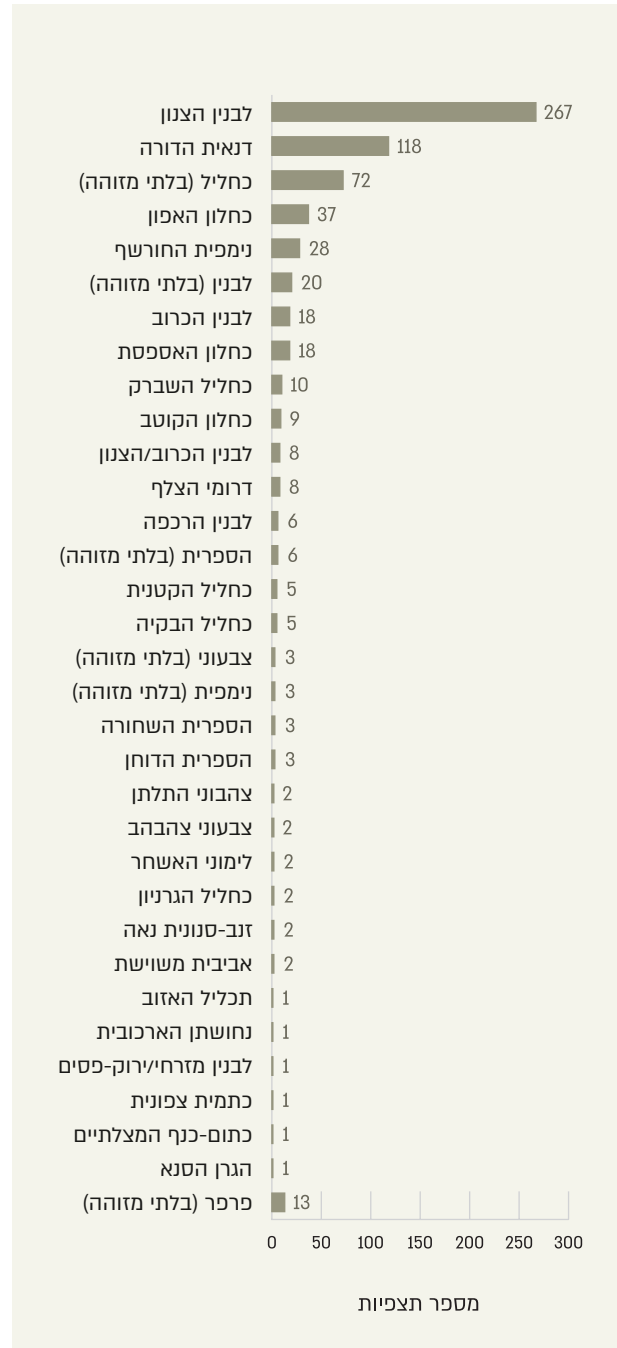 לבנין הצנון 267
דנאית הדורה 118
כחליל (בלתי מזוהה) 72
כחלון האפון 37
נימפית החורשף 28
לבנין (בלתי מזוהה) 20
לבנין הכרוב 18
כחלון האספסת 18
כחליל השברק 10
כחלון הקוטב 9
לבנין הכרוב/הצנון 8
דרומי הצלף 8
לבנין הרכפה 6
הספרית (בלתי מזוהה) 6
כחליל הקטנית 5
כחליל הבקיה 5
צבעוני (בלתי מזוהה) 3
נימפית (בלתי מזוהה) 3
הספרית השחורה 3
הספרית הדוחן 3
צהבוני התלתן 2
צבעוני צהבהב 2
לימוני האשחר 2
כחליל הגרניון 2
זנב-סנונית נאה 2
אביבית משוישת 2
תכליל האזוב 1
נחושתן הארכובית 1
לבנין מזרחי/ירוק-פסים 1
כתמית צפונית 1
כתום-כנף המצלתיים 1
הגרן הסנא 1
פרפר (בלתי מזוהה) 13
0 50 100 150 200 250 300
מספר תצפיות